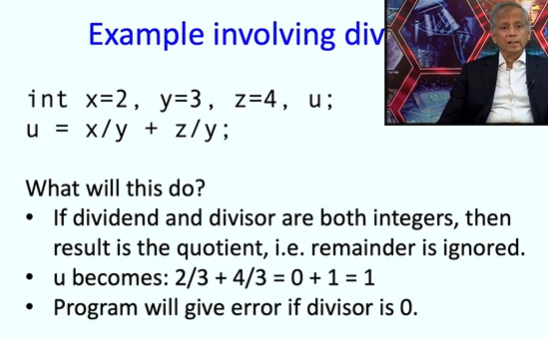 Example involving div
int x=2, y=3, z=4, u;
u = x/y + z/y;
What will this do?
• If dividend and divisor are both integers, then
result is the quotient, i.e. remainder is ignored.
• u becomes: 2/3 + 4/3 = 0 + 1 = 1
• Program will give error if divisor is 0.